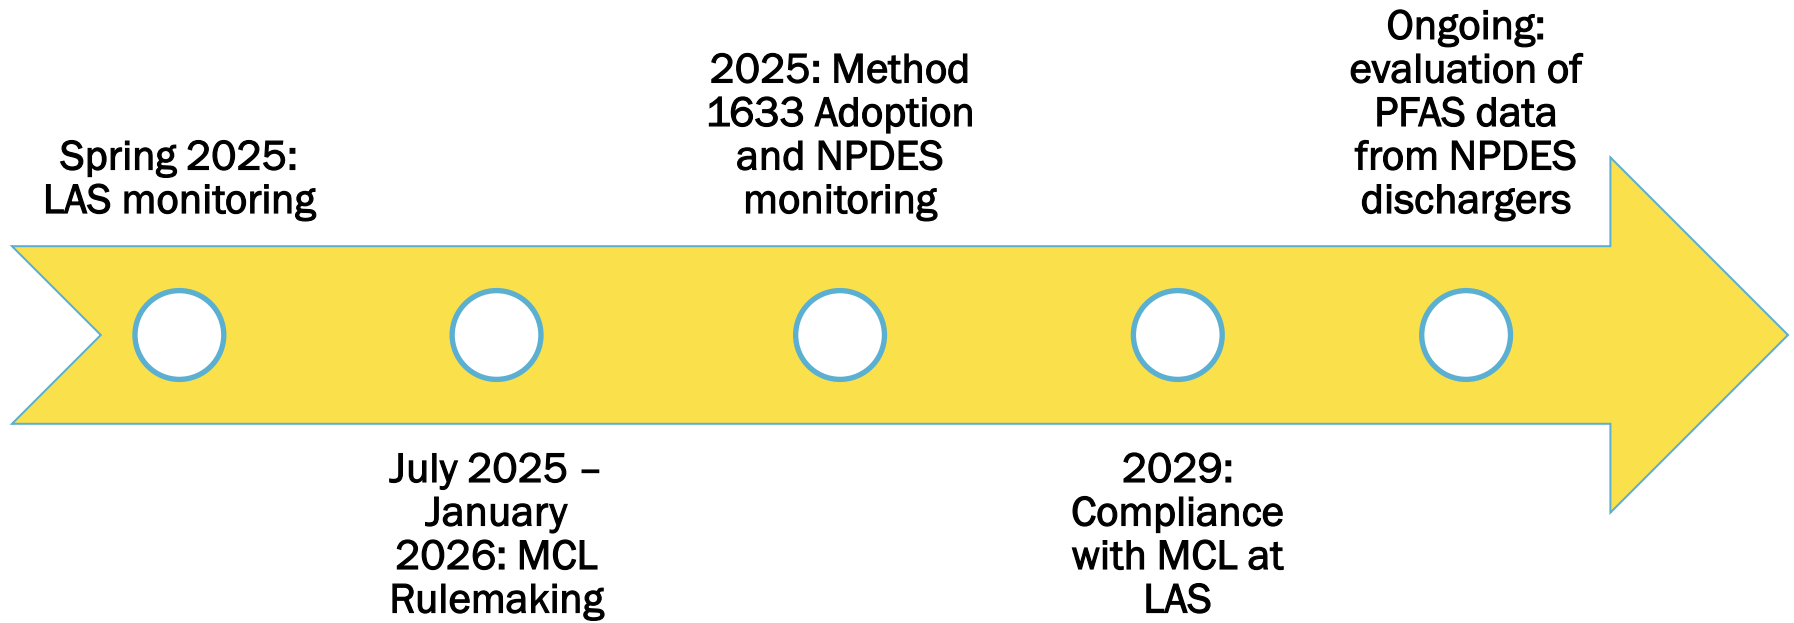 Spring 2025:
LAS monitoring
July 2025 –
January
2026: MCL
Rulemaking
2025: Method
1633 Adoption
and NPDES
monitoring
2029:
Compliance
with MCL at
LAS
Ongoing:
evaluation of
PFAS data
from NPDES
dischargers